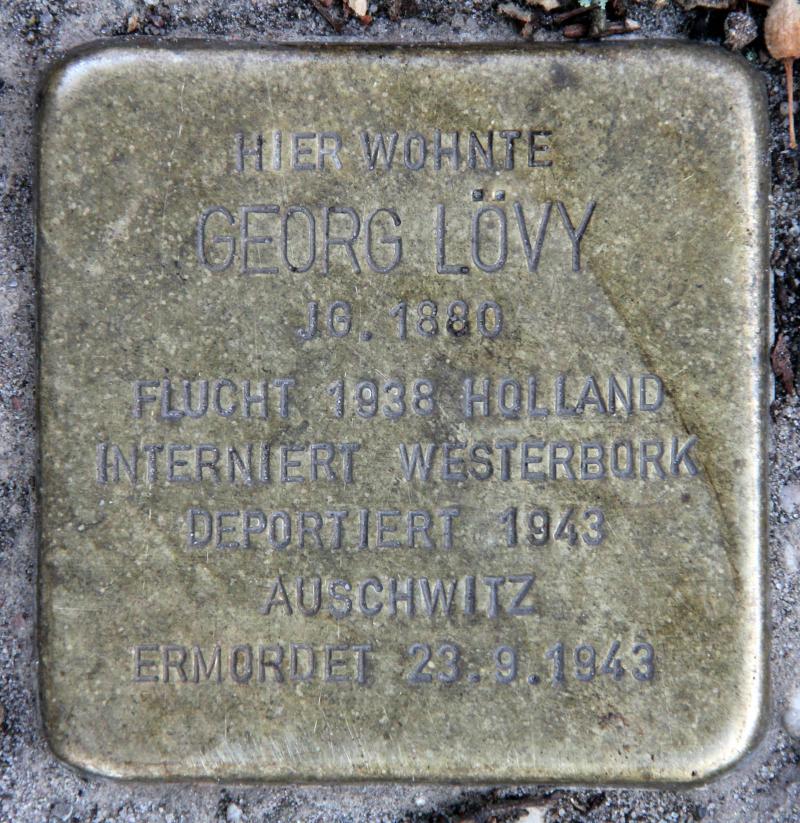 HIER WOHNTE
GEORG LÖVY
JG. 1880
FLUCHT 1938 HOLLAND
INTERNIERT WESTERBORK
DEPORTIERT 1943
AUSCHWITZ
ERMORDET 23.9.1943